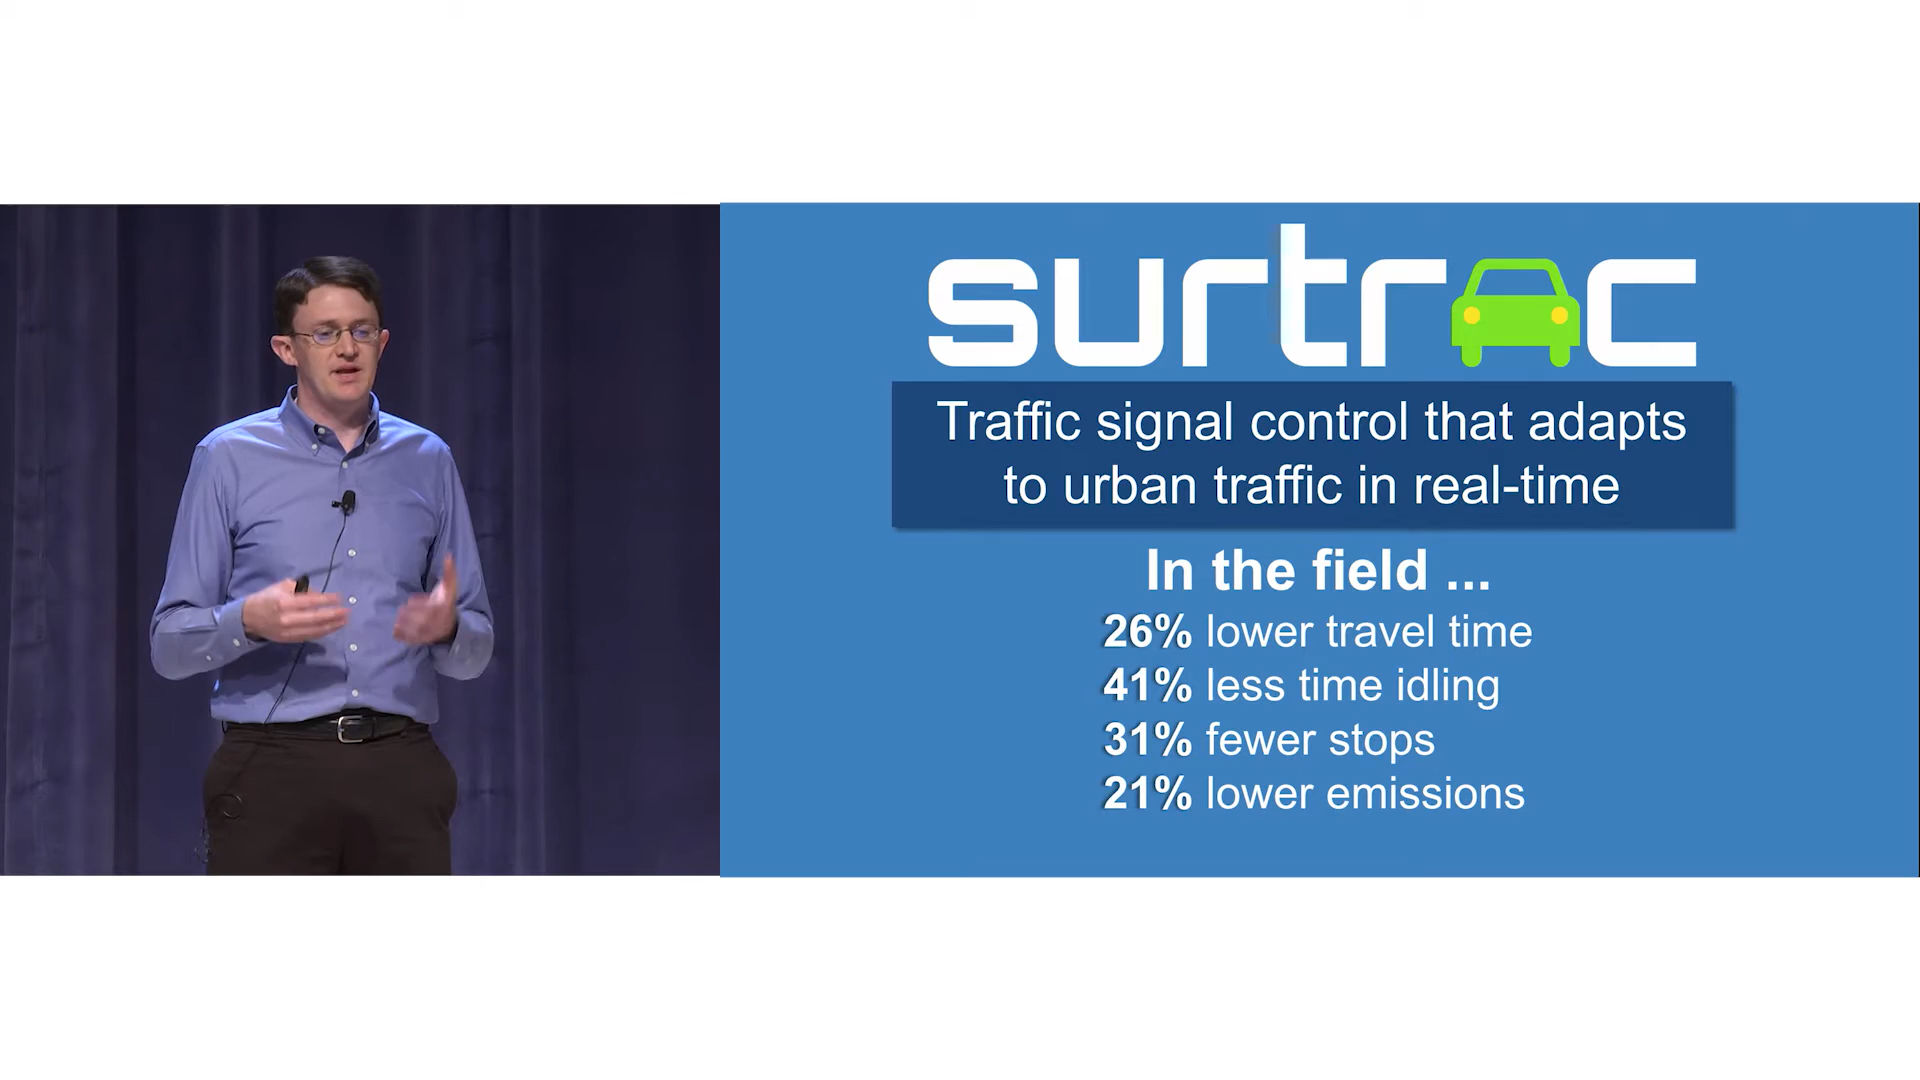 surtrac
Traffic signal control that adapts
to urban traffic in real-time
In the field ...
26% lower travel time
41% less time idling
31% fewer stops
21% lower emissions